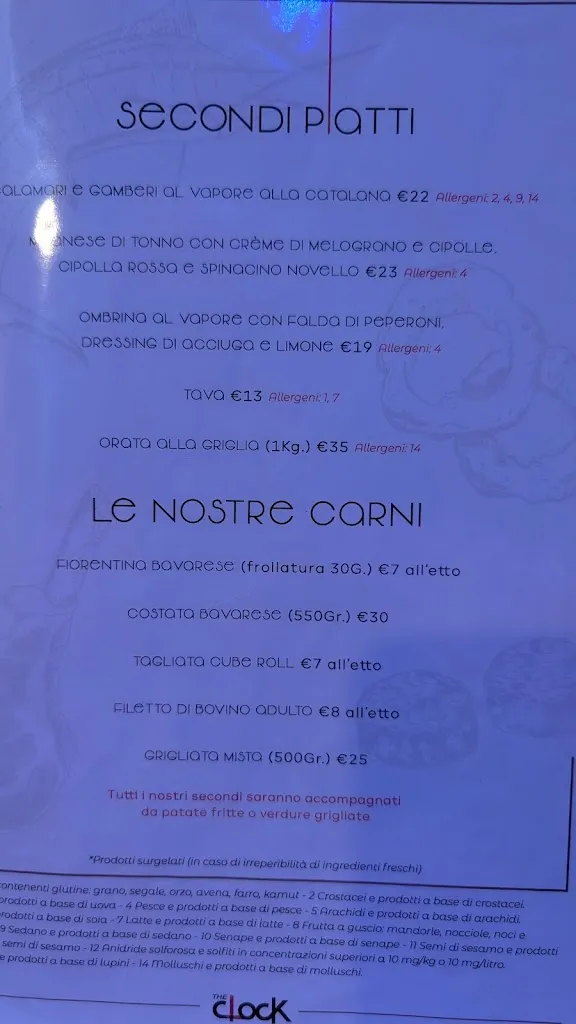 SECONDI PIATTI
CALAMARI E GAMBERI AL VAPORE ALLA CATALANA €22 Allergeni: 2, 4, 9, 14
DI TONNO CON CRÈME DI MELOGRANO E CIPOLLE,
CIPOLLA ROSSA E SPINACINO NOVELLO €23 Allergeni: 4
OMBRINA AL VAPORE CON FALDA DI PEPERONI,
DRESSING DI ACCIUGA E LIMONE €19 Allergeni: 4
TAVA €13 Allergeni: 1, 7
ORATA ALLA GRIGLIA (1Kg.) €35 Allergeni: 14
LE NOSTRE CARNI
FIORENTINA BAVARESE (frollatura 30G.) €7 all'etto
COSTATA BAVARESE (550Gr.) €30
TAGLIATA CUBE ROLL €7 all'etto
FILETTO DI BOVINO ADULTO €8 all'etto
GRIGLIATA MISTA (500Gr.) €25
Tutti i nostri secondi saranno accompagnati
da patate fritte o verdure grigliate
*Prodotti surgelati (in caso di irreperibilità di ingredienti freschi)
contenenti glutine: grano, segale, orzo, avena, farro, kamut - 2 Crostacei e prodotti a base di crostacei.
prodotti a base di uova - 4 Pesce e prodotti a base di pesce - 5 Arachidi e prodotti a base di arachidi.
prodotti a base di soia - 7 Latte e prodotti a base di latte - 8 Frutta a guscio: mandorle, nocciole, noci e
9 Sedano e prodotti a base di sedano - 10 Senape e prodotti a base di senape - 11 Semi di sesamo e prodotti
semi di sesamo - 12 Anidride solforosa e solfiti in concentrazioni superiori a 10 mg/kg o 10 mg/litro.
e prodotti a base di lupini - 14 Molluschi e prodotti a base di molluschi.
THE CLOCK